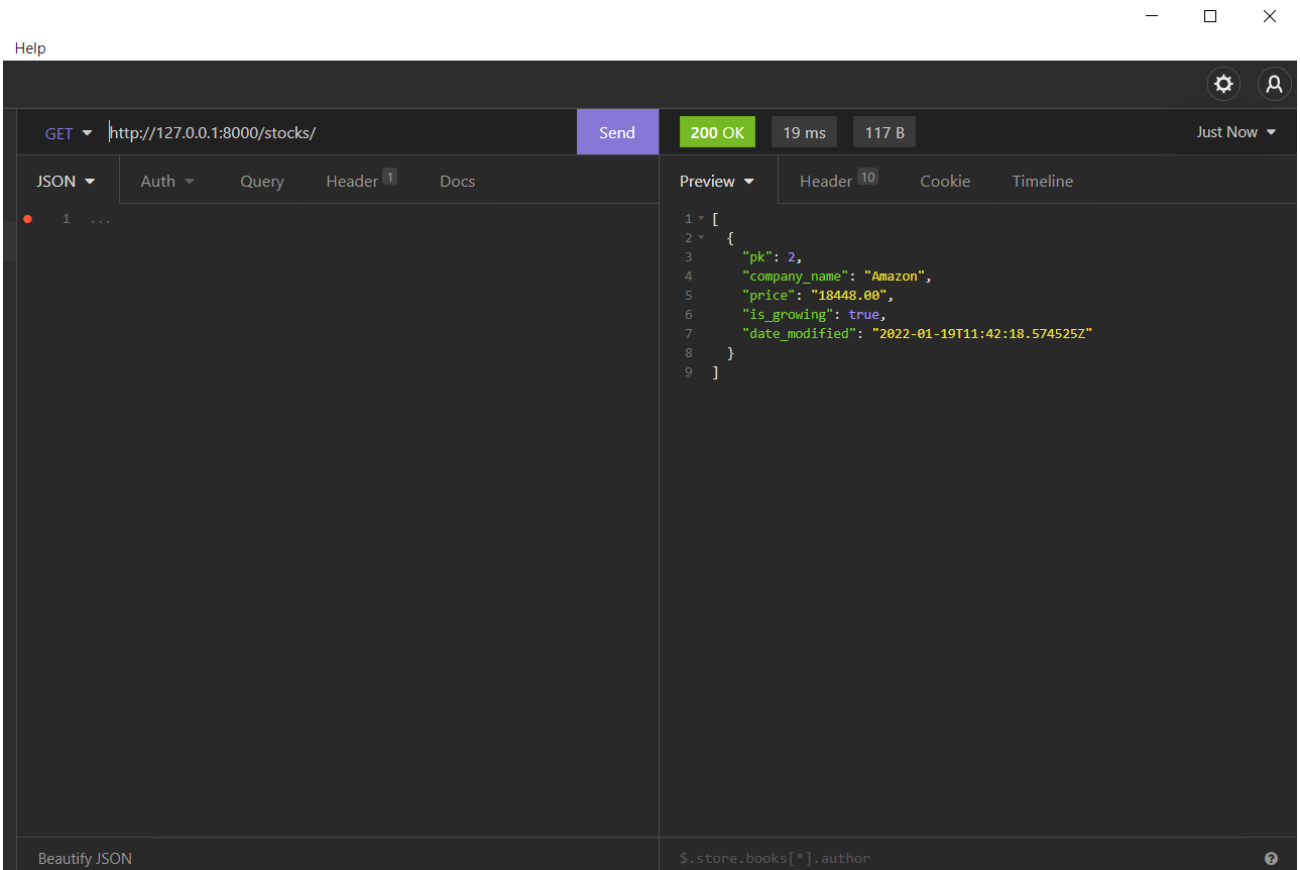 Help
GET http://127.0.0.1:8000/stocks/ Send 200 OK 19 ms 117 B Just Now
JSON Auth Query Header 1 Docs Preview Header 10 Cookie Timeline
1 ...
1 [
2 {
3 "pk": 2,
4 "company_name": "Amazon",
5 "price": "18448.00",
6 "is_growing": true,
7 "date_modified": "2022-01-19T11:42:18.574525Z"
8 }
9 ]
Beautify JSON $.store.books[*].author